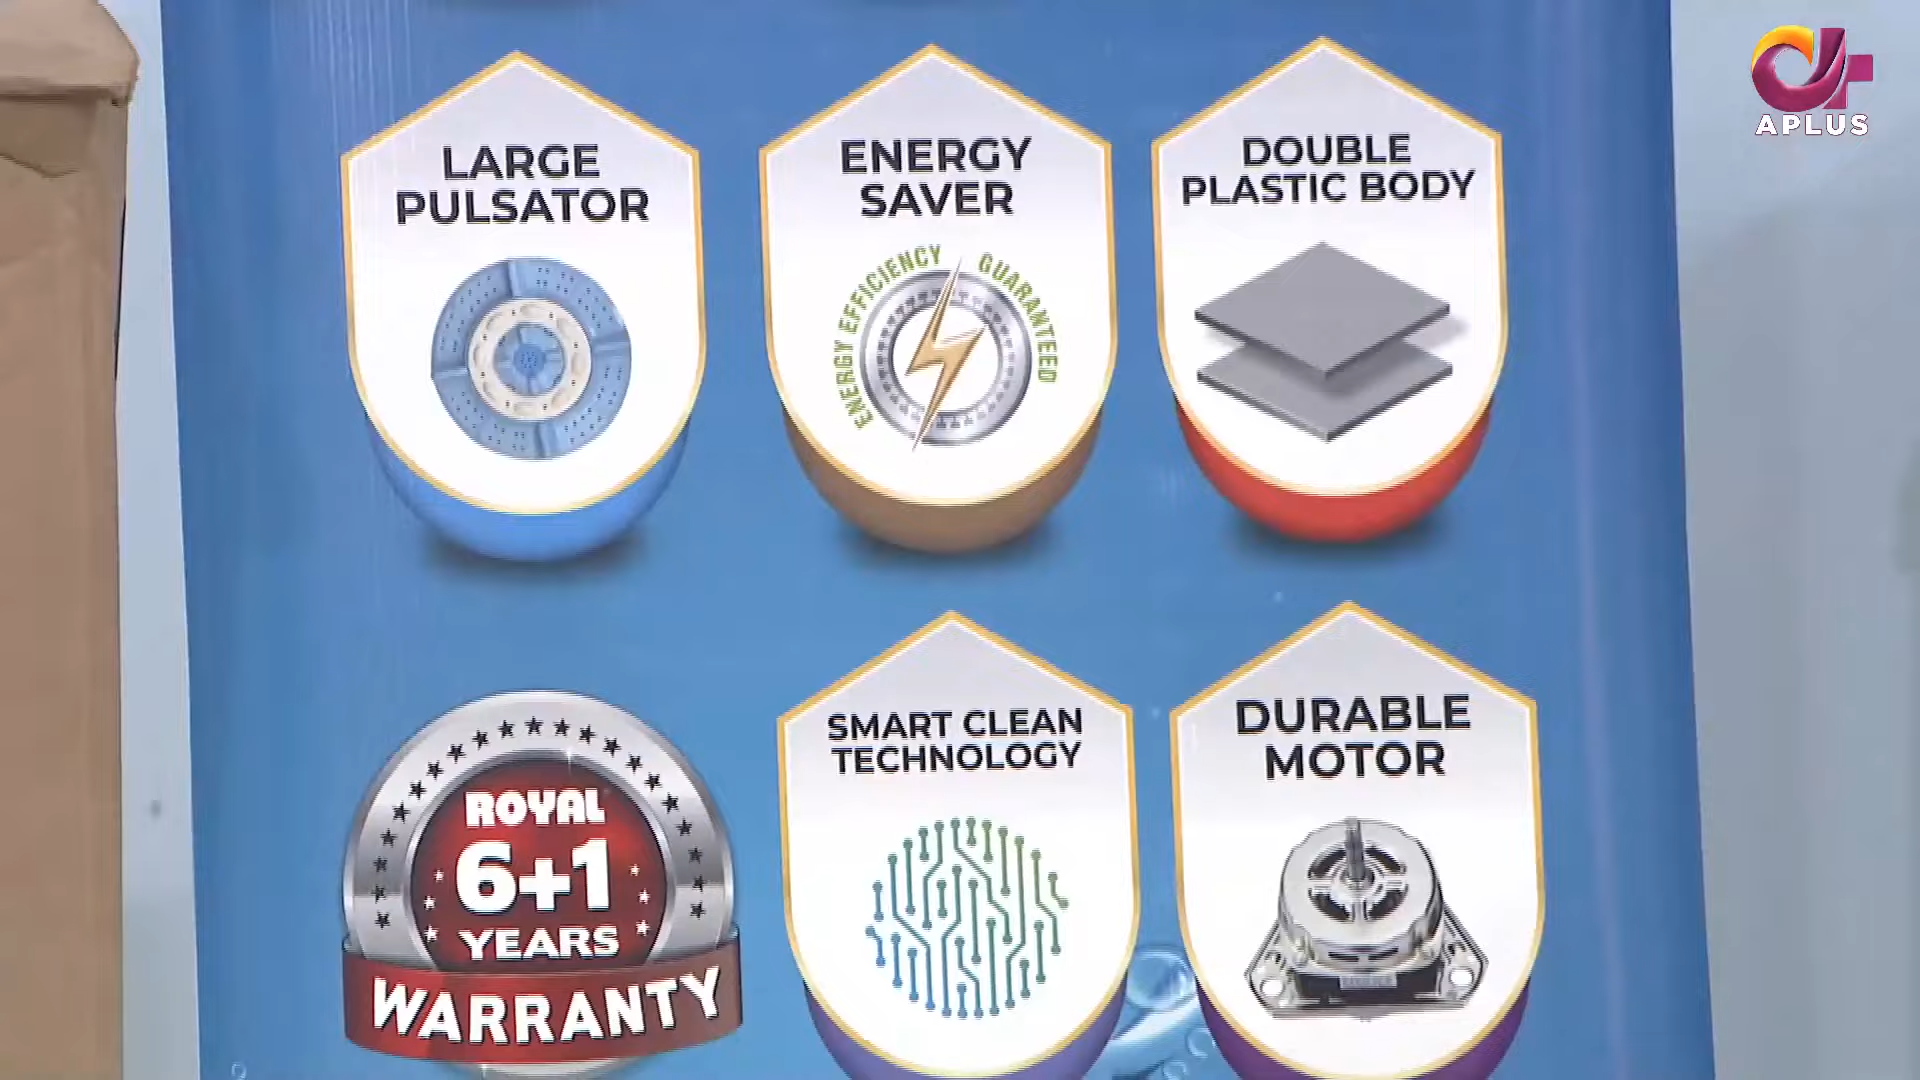 APLUS
LARGE
PULSATOR
ENERGY
SAVER
ENERGY EFFICIENCY GUARANTEED
DOUBLE
PLASTIC BODY
ROYAL
6+1
YEARS
WARRANTY
SMART CLEAN
TECHNOLOGY
DURABLE
MOTOR